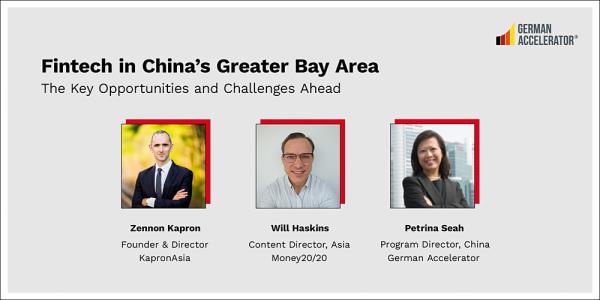 GERMAN
ACCELERATOR®
Fintech in China's Greater Bay Area
The Key Opportunities and Challenges Ahead
Zennon Kapron
Founder & Director
KapronAsia
Will Haskins
Content Director, Asia
Money20/20
Petrina Seah
Program Director, China
German Accelerator